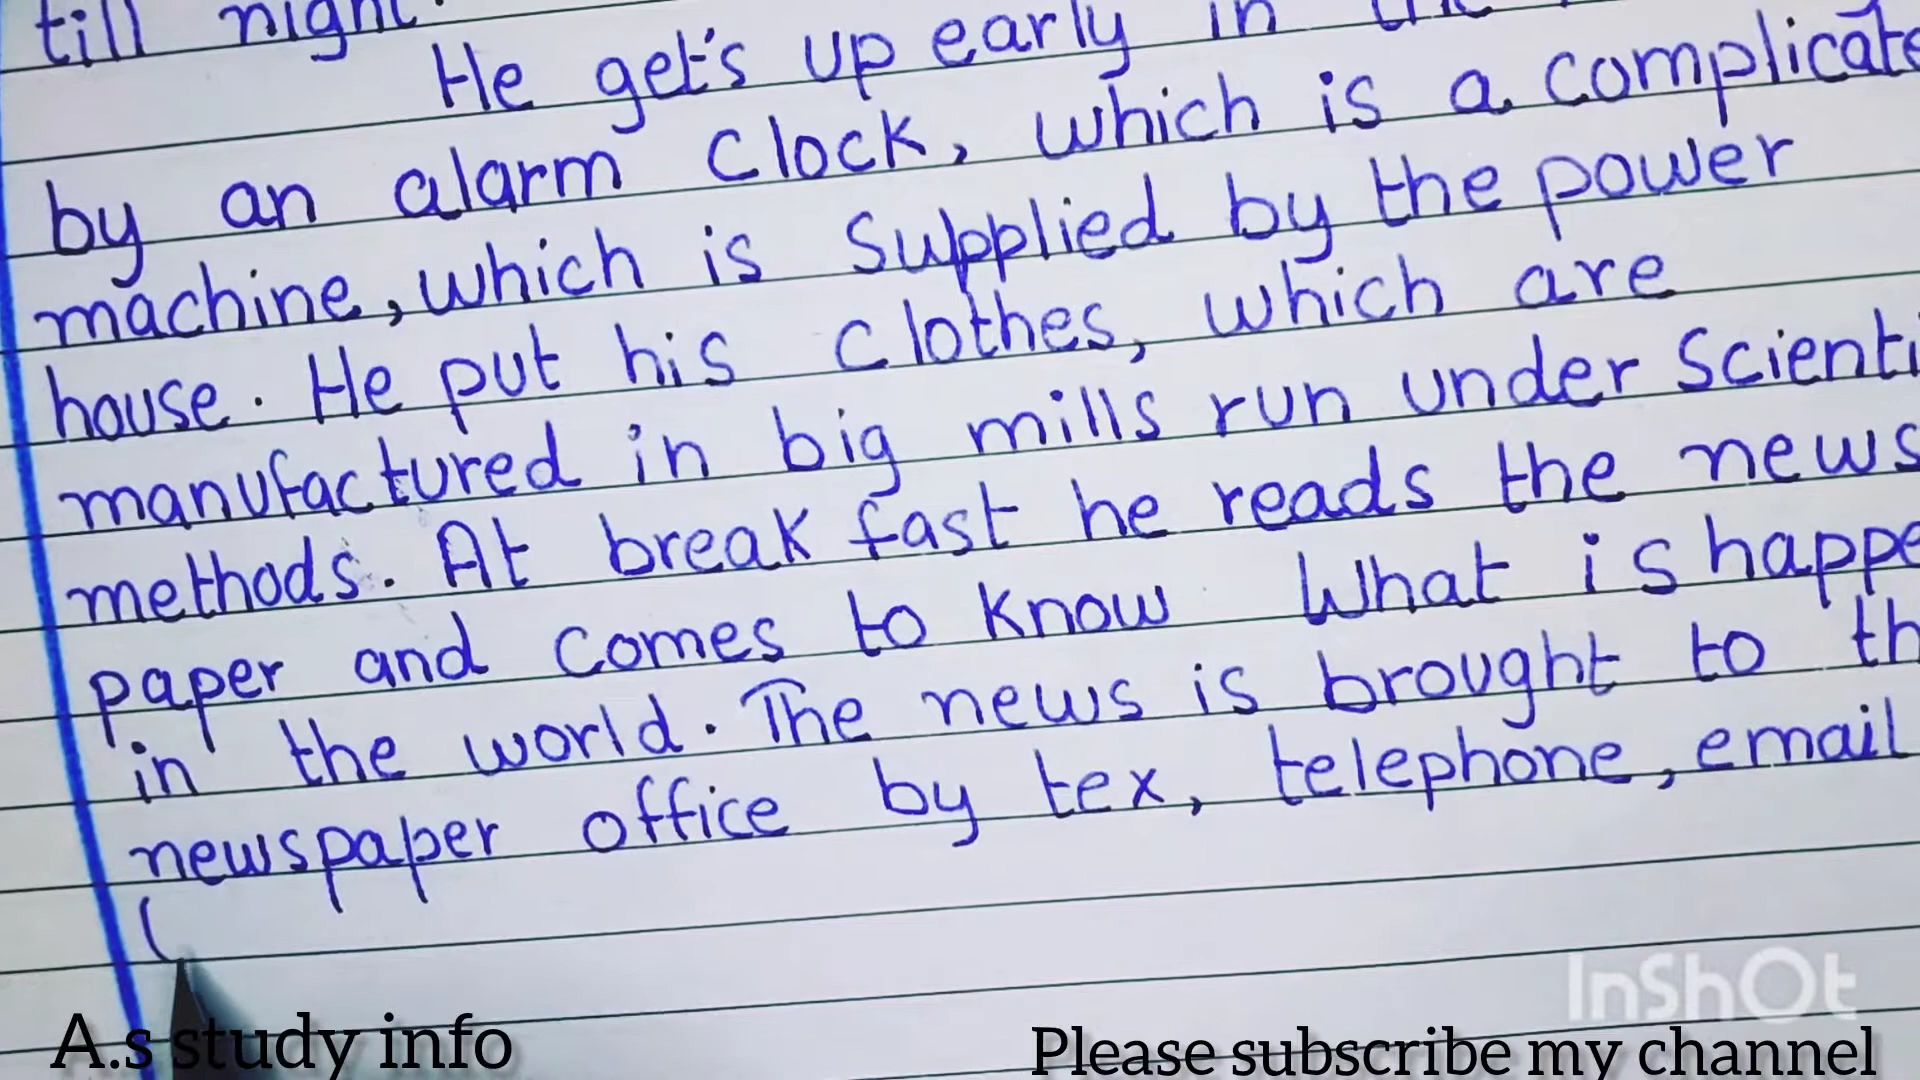 till night.
He get's up early in the
by an alarm clock, which is a complicate
machine, which is supplied by the power
house. He put his clothes, which are
manufactured in big mills run under Scienti
methods. At break fast he reads the news
paper and comes to know What is happe
in the world. The news is brought to th
newspaper office by tex, telephone, email
InShOt
A.s study info
Please subscribe my channel